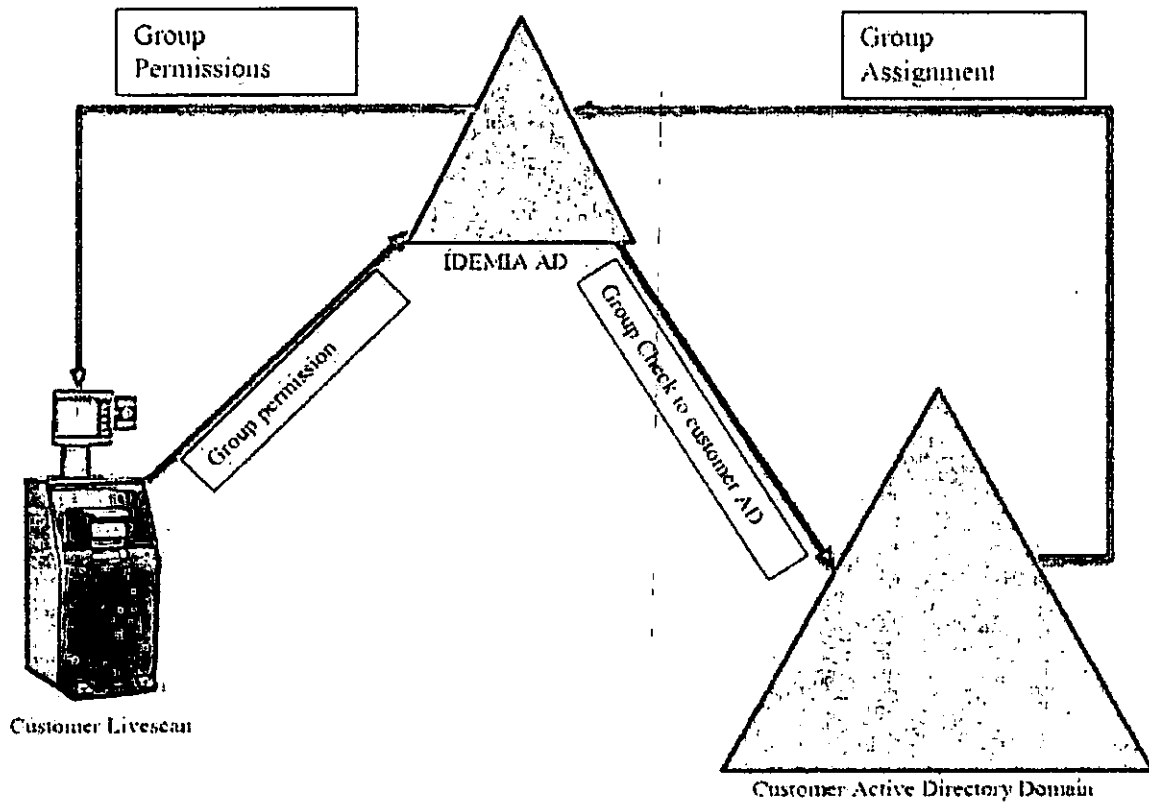 Group
Permissions
Group
Assignment
IDEMIA AD
Group permission
Group Check to customer AD
Customer Livescan
Customer Active Directory Domain